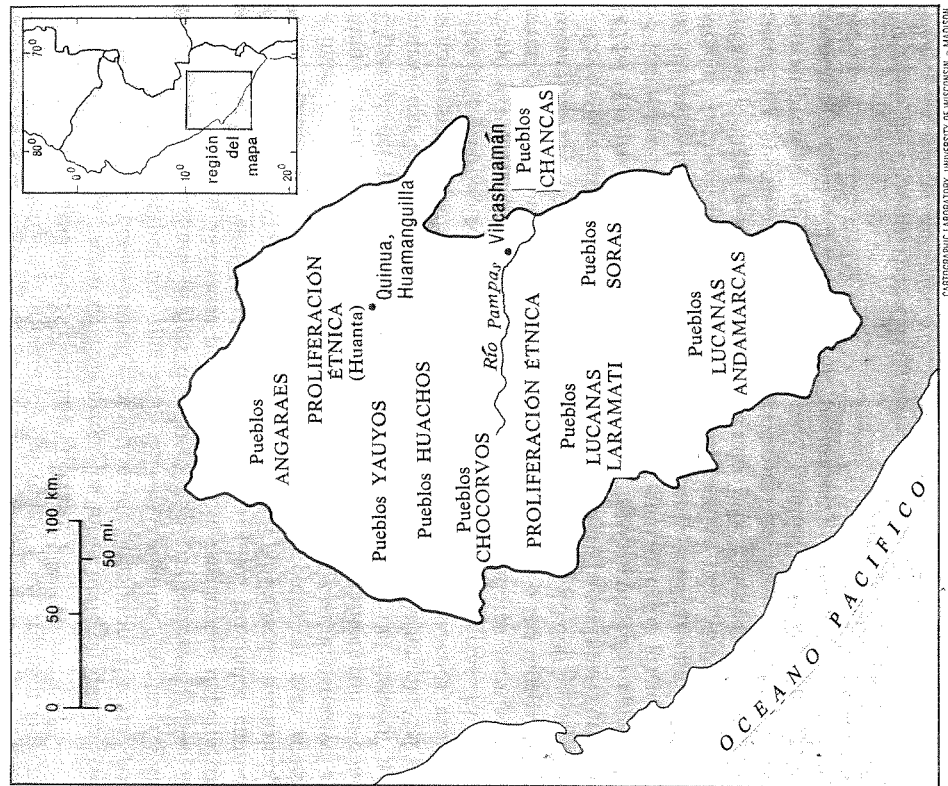 80°
70°
0°
10°
20°
región
del
mapa
0
50
100 km.
0
50 mi.
Pueblos
ANGARAES
PROLIFERACIÓN
ÉTNICA
(Huanta)
Quinua,
Huamanguilla
Pueblos YAUYOS
Pueblos HUACHOS
Pueblos
CHOCORVOS
Río Pampas
Vilcashuamán
Pueblos
CHANCAS
PROLIFERACIÓN ÉTNICA
Pueblos
SORAS
Pueblos
LUCANAS
LARAMATI
Pueblos
LUCANAS
ANDAMARCAS
OCEANO PACIFICO
CARTOGRAPHIC LABORATORY, UNIVERSITY OF WISCONSIN - MADISON